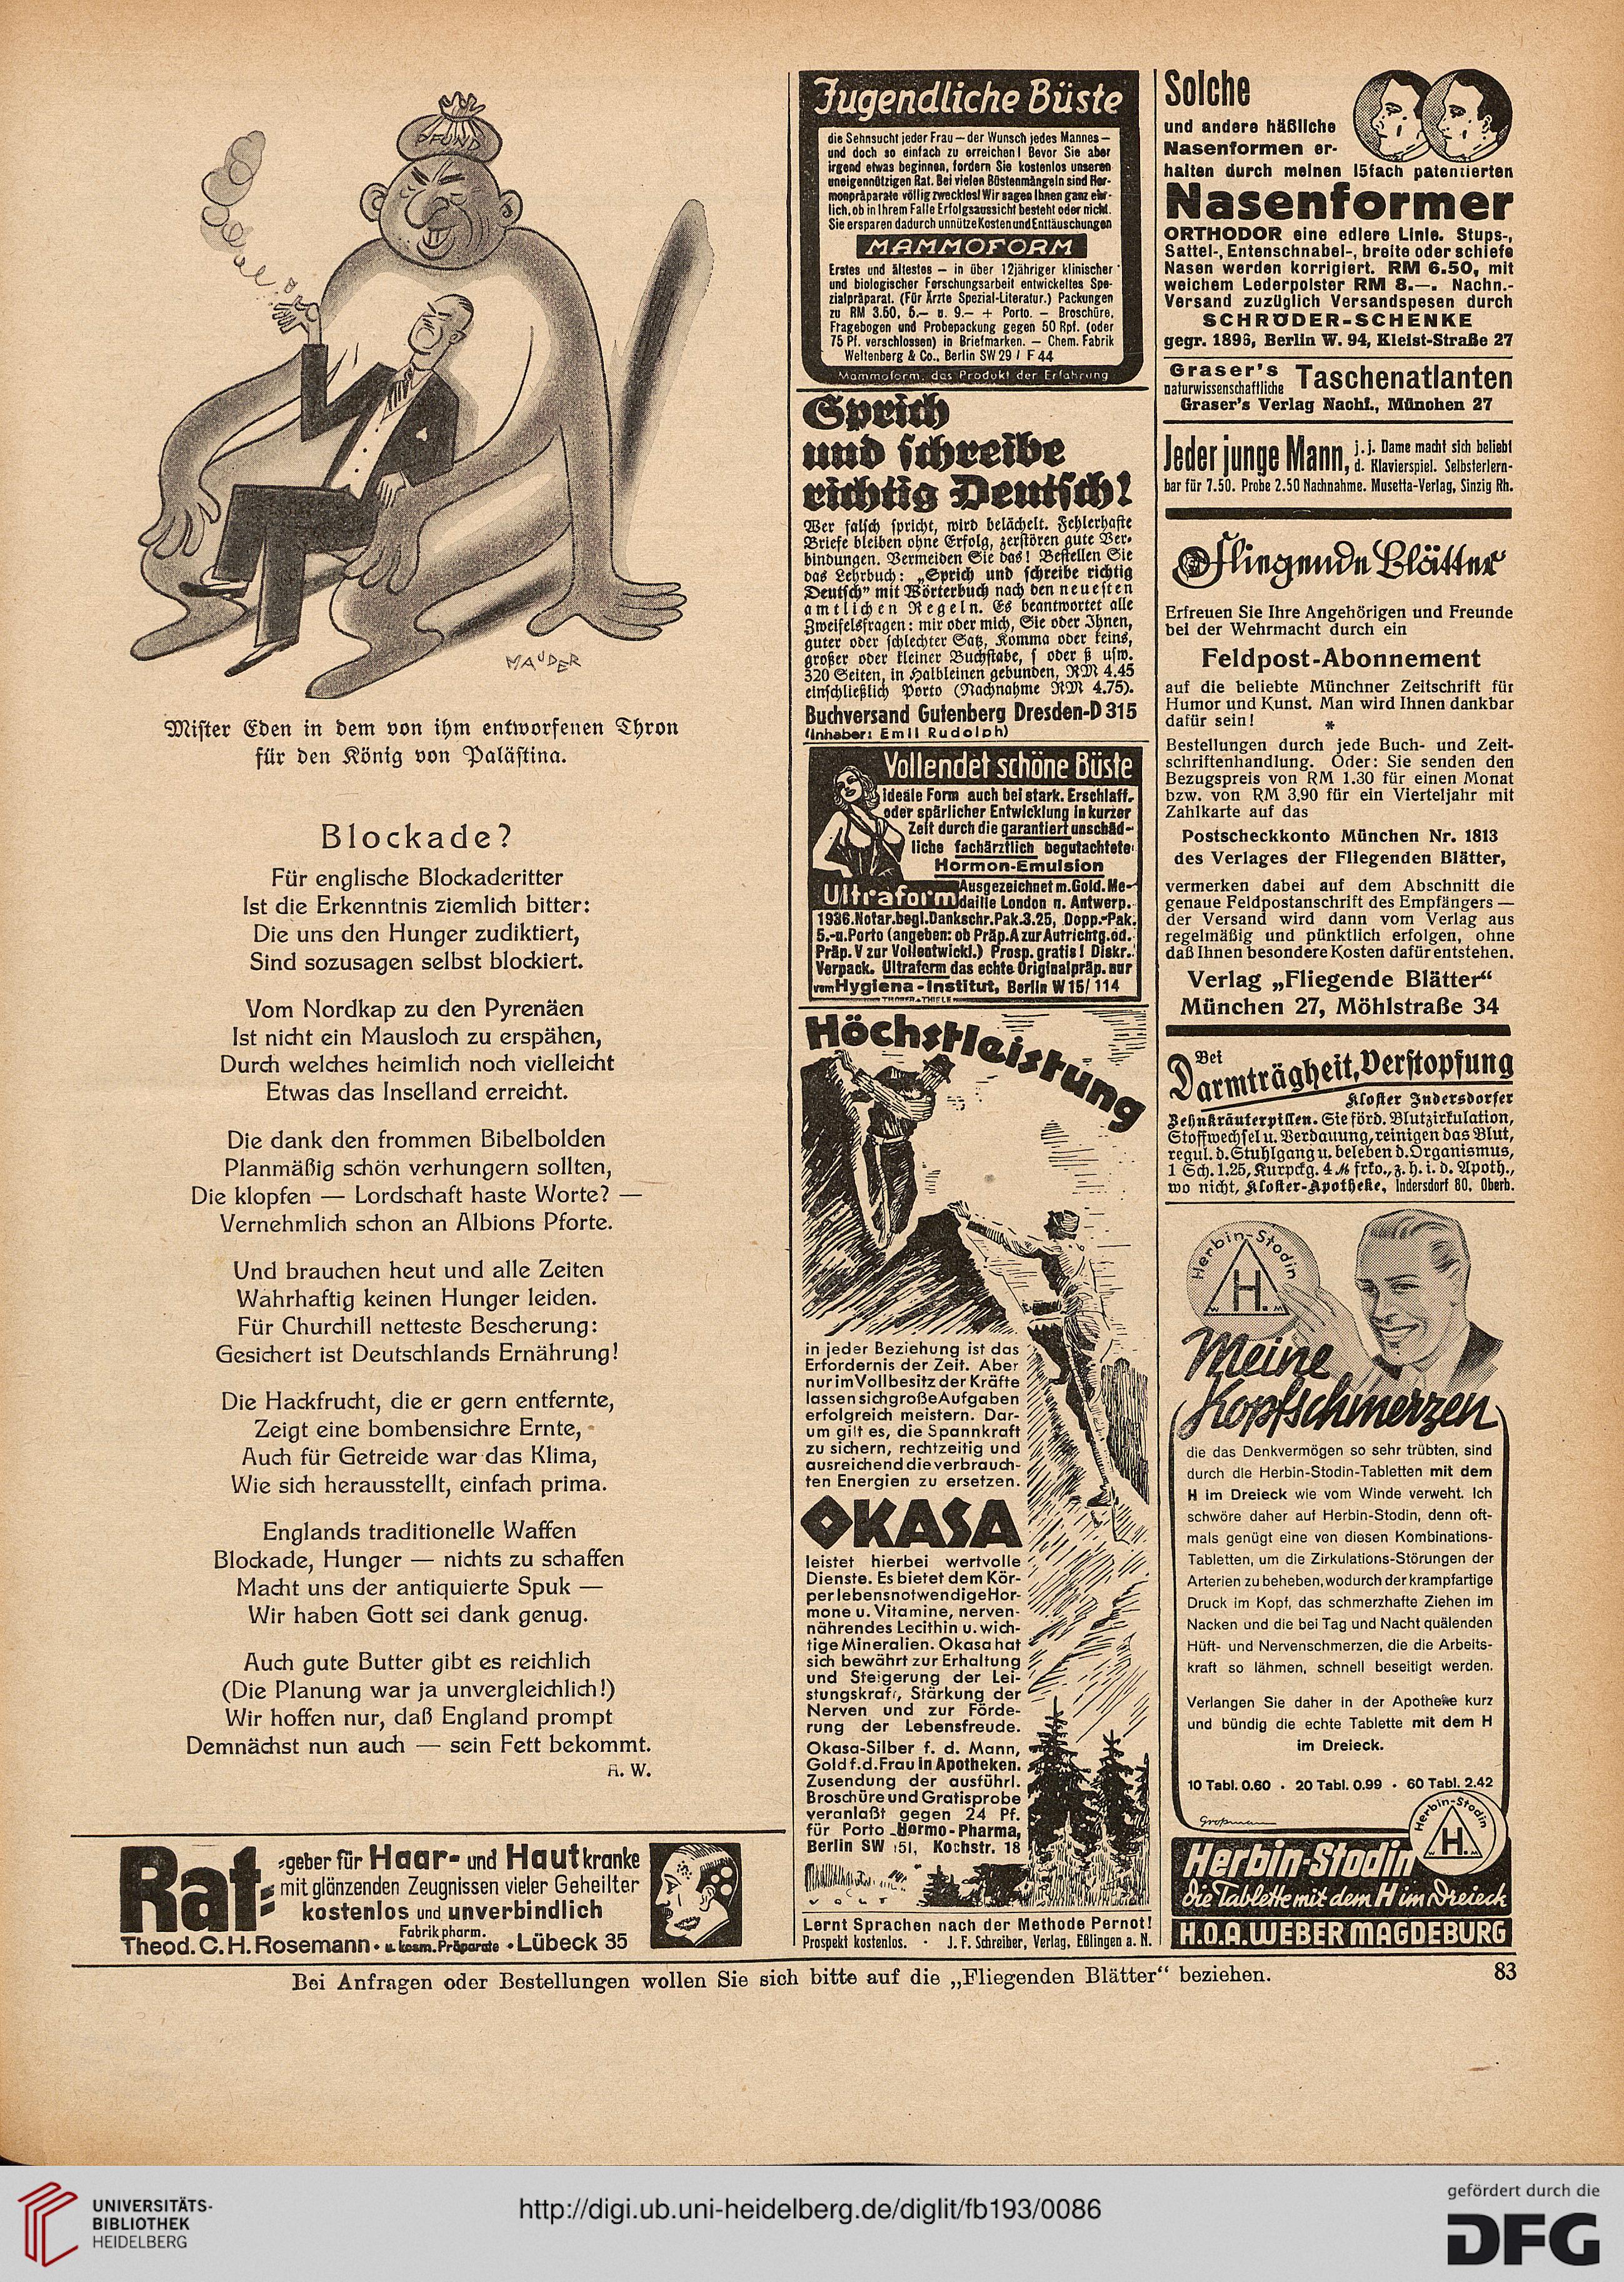 PFUND
MAUDER
Mister Eden in dem von ihm entworfenen Thron
für den König von Palästina.
Blockade?
Für englische Blockaderitter
Ist die Erkenntnis ziemlich bitter:
Die uns den Hunger zudiktiert,
Sind sozusagen selbst blockiert.
Vom Nordkap zu den Pyrenäen
Ist nicht ein Mausloch zu erspähen,
Durch welches heimlich noch vielleicht
Etwas das Inselland erreicht.
Die dank den frommen Bibelbolden
Planmäßig schön verhungern sollten,
Die klopfen — Lordschaft haste Worte? —
Vernehmlich schon an Albions Pforte.
Und brauchen heut und alle Zeiten
Wahrhaftig keinen Hunger leiden.
Für Churchill netteste Bescherung:
Gesichert ist Deutschlands Ernährung!
Die Hackfrucht, die er gern entfernte,
Zeigt eine bombensichre Ernte,
Auch für Getreide war das Klima,
Wie sich herausstellt, einfach prima.
Englands traditionelle Waffen
Blockade, Hunger — nichts zu schaffen
Macht uns der antiquierte Spuk —
Wir haben Gott sei dank genug.
Auch gute Butter gibt es reichlich
(Die Planung war ja unvergleichlich!)
Wir hoffen nur, daß England prompt
Demnächst nun auch — sein Fett bekommt.
A. W.
Rat-
-geber für Haar- und Hautkranke
mit glänzenden Zeugnissen vieler Geheilter
kostenlos und unverbindlich
Theod. C. H. Rosemann • Fabrik pharm. u. kosm. Präparate • Lübeck 35
Jugendliche Büste
die Sehnsucht jeder Frau — der Wunsch jedes Mannes —
und doch so einfach zu erreichen! Bevor Sie aber
irgend etwas beginnen, fordern Sie kostenlos unseren
uneigennützigen Rat. Bei vielen Büstenmängeln sind Hor-
monpräparate völlig zwecklos! Wir sagen Ihnen ganz ehr-
lich, ob in Ihrem Falle Erfolgsaussicht besteht oder nicht.
Sie ersparen dadurch unnütze Kosten und Enttäuschungen
MAMMOFORM
Erstes und ältestes — in über 12jähriger klinischer
und biologischer Forschungsarbeit entwickeltes Spe-
zialpräparat. (Für Ärzte Spezial-Literatur.) Packungen
zu RM 3.50, 5.— u. 9.— + Porto. — Broschüre,
Fragebogen und Probepackung gegen 50 Rpf. (oder
75 Pf. verschlossen) in Briefmarken. — Chem. Fabrik
Weltenberg & Co., Berlin SW 29 / F 44
Mammoform, das Produkt der Erfahrung
Sprich
und schreibe
richtig Deutsch!
Wer falsch spricht, wird belächelt. Fehlerhafte
Briefe bleiben ohne Erfolg, zerstören gute Ver-
bindungen. Vermeiden Sie das! Bestellen Sie
das Lehrbuch: „Sprich und schreibe richtig
Deutsch" mit Wörterbuch nach den neuesten
amtlichen Regeln. Es beantwortet alle
Zweifelsfragen: mir oder mich, Sie oder Ihnen,
guter oder schlechter Satz, Komma oder keins,
großer oder kleiner Buchstabe, s oder ß usw.
320 Seiten, in Halbleinen gebunden, RM 4.45
einschließlich Porto (Nachnahme RM 4.75).
Buchversand Gutenberg Dresden-D 315
(Inhaber: Emil Rudolph)
Vollendet schöne Büste
ideale Form auch bei stark. Erschlaff.
oder spärlicher Entwicklung in kurzer
Zeit durch die garantiert unschäd-
liche fachärztlich begutachtete
Hormon-Emulsion
Ultraform Ausgezeichnet m. Gold. Me-
daille London n. Antwerp.
1936. Notar. begl. Dankschr. Pak. 3.25, Dopp.-Pak.
5.-u. Porto (angeben: ob Präp. A zur Aufrichtg. od.
Präp. V zur Vollentwickl.) Prosp. gratis! Diskr.
Verpack. Ultraform das echte Originalpräp. nur
vom Hygiena-Institut, Berlin W 15/ 114
THORER-THIELE
Höchstleistung
in jeder Beziehung ist das
Erfordernis der Zeit. Aber
nur im Vollbesitz der Kräfte
lassen sich große Aufgaben
erfolgreich meistern. Dar-
um gilt es, die Spannkraft
zu sichern, rechtzeitig und
ausreichend die verbrauch-
ten Energien zu ersetzen.
OKASA
leistet hierbei wertvolle
Dienste. Es bietet dem Kör-
per lebensnotwendige Hor-
mone u. Vitamine, nerven-
nährendes Lecithin u. wich-
tige Mineralien. Okasa hat
sich bewährt zur Erhaltung
und Steigerung der Lei-
stungskraft, Stärkung der
Nerven und zur Förde-
rung der Lebensfreude.
Okasa-Silber f. d. Mann,
Gold f. d. Frau in Apotheken.
Zusendung der ausführl.
Broschüre und Gratisprobe
veranlaßt gegen 24 Pf.
für Porto Hormo-Pharma,
Berlin SW 151, Kochstr. 18
VOLT
Lernt Sprachen nach der Methode Pernot!
Prospekt kostenlos. - J. F. Schreiber, Verlag, Eßlingen a. N.
Solche
und andere häßliche
Nasenformen er-
halten durch meinen 15fach patentierten
Nasenformer
ORTHODOR eine edlere Linie. Stups-,
Sattel-, Entenschnabel-, breite oder schiefe
Nasen werden korrigiert. RM 6.50, mit
weichem Lederpolster RM 8.—. Nachn.-
Versand zuzüglich Versandspesen durch
SCHRÖDER-SCHENKE
gegr. 1896, Berlin W. 94, Kleist-Straße 27
Graser's
naturwissenschaftliche Taschenatlanten
Graser's Verlag Nachf., München 27
Jeder junge Mann, j. j. Dame macht sich beliebt
d. Klavierspiel. Selbsterlern-
bar für 7.50. Probe 2.50 Nachnahme. Musetta-Verlag, Sinzig Rh.
Fliegende Blätter
Erfreuen Sie Ihre Angehörigen und Freunde
bei der Wehrmacht durch ein
Feldpost-Abonnement
auf die beliebte Münchner Zeitschrift für
Humor und Kunst. Man wird Ihnen dankbar
dafür sein!
*
Bestellungen durch jede Buch- und Zeit-
schriftenhandlung. Oder: Sie senden den
Bezugspreis von RM 1.30 für einen Monat
bzw. von RM 3.90 für ein Vierteljahr mit
Zahlkarte auf das
Postscheckkonto München Nr. 1813
des Verlages der Fliegenden Blätter,
vermerken dabei auf dem Abschnitt die
genaue Feldpostanschrift des Empfängers —
der Versand wird dann vom Verlag aus
regelmäßig und pünktlich erfolgen, ohne
daß Ihnen besondere Kosten dafür entstehen.
Verlag „Fliegende Blätter“
München 27, Möhlstraße 34
Bei
Darmträgheit, Verstopfung
Kloster Indersdorfer
Zehnkräuterpillen. Sie förd. Blutzirkulation,
Stoffwechsel u. Verdauung, reinigen das Blut,
regul. d. Stuhlgang u. beleben d. Organismus,
1 Sch. 1.25, Kurpckg. 4 M frko., z. h. i. d. Apoth.,
wo nicht, Kloster-Apotheke, Indersdorf 80, Oberb.
Herbin-Stodin
H.
Meine
Kopfschmerzen
die das Denkvermögen so sehr trübten, sind
durch die Herbin-Stodin-Tabletten mit dem
H im Dreieck wie vom Winde verweht. Ich
schwöre daher auf Herbin-Stodin, denn oft-
mals genügt eine von diesen Kombinations-
Tabletten, um die Zirkulations-Störungen der
Arterien zu beheben, wodurch der krampfartige
Druck im Kopf, das schmerzhafte Ziehen im
Nacken und die bei Tag und Nacht quälenden
Hüft- und Nervenschmerzen, die die Arbeits-
kraft so lähmen, schnell beseitigt werden.
Verlangen Sie daher in der Apotheke kurz
und bündig die echte Tablette mit dem H
im Dreieck.
10 Tabl. 0.60 · 20 Tabl. 0.99 · 60 Tabl. 2.42
Herbin-Stodin
H.
Herbin-Stodin
Die Tablette mit dem H im Dreieck
H.O.A. WEBER MAGDEBURG
Bei Anfragen oder Bestellungen wollen Sie sich bitte auf die „Fliegenden Blätter“ beziehen.
83
UNIVERSITÄTS-
BIBLIOTHEK
HEIDELBERG
http://digi.ub.uni-heidelberg.de/diglit/fb193/0086
gefördert durch die
DFG